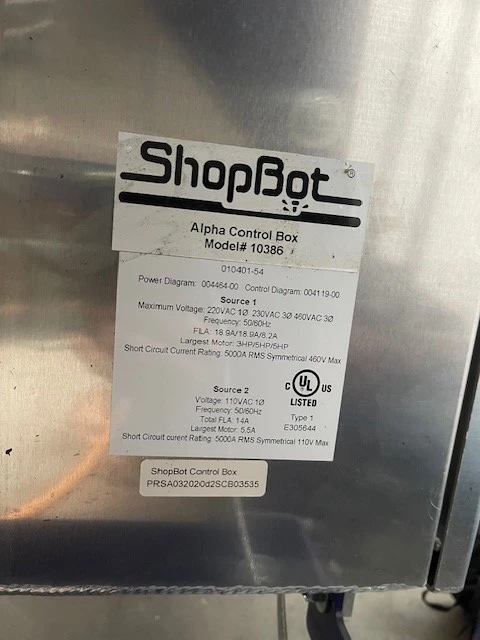 ShopBot®
Alpha Control Box
Model# 10386
010401-54
Power Diagram: 004464-00 Control Diagram: 004119-00
Source 1
Maximum Voltage: 220VAC 1Ø 230VAC 3Ø 460VAC 3Ø
Frequency: 50/60Hz
FLA: 18.9A/18.9A/8.2A
Largest Motor: 3HP/5HP/5HP
Short Circuit Current Rating: 5000A RMS Symmetrical 460V Max
Source 2
Voltage: 110VAC 1Ø
Frequency: 50/60Hz
Total FLA: 14A
Largest Motor: 5.5A
Short Circuit current Rating: 5000A RMS Symmetrical 110V Max
C UL US
LISTED
Type 1
E305644
ShopBot Control Box
PRSA032020d2SCB03535